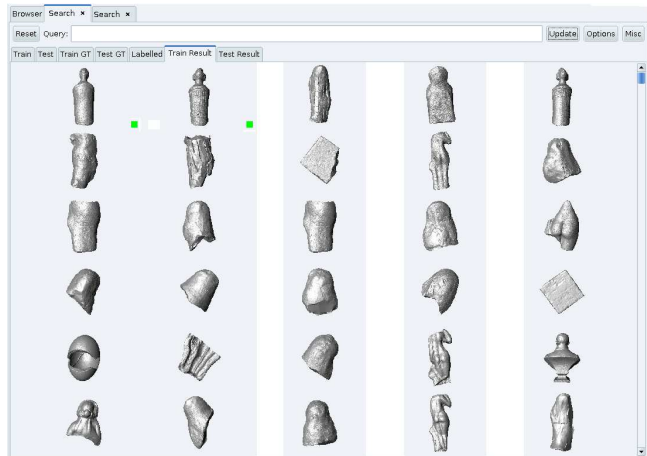 Browser Search × Search ×
Reset Query: Update Options Misc
Train Test Train GT Test GT Labelled Train Result Test Result